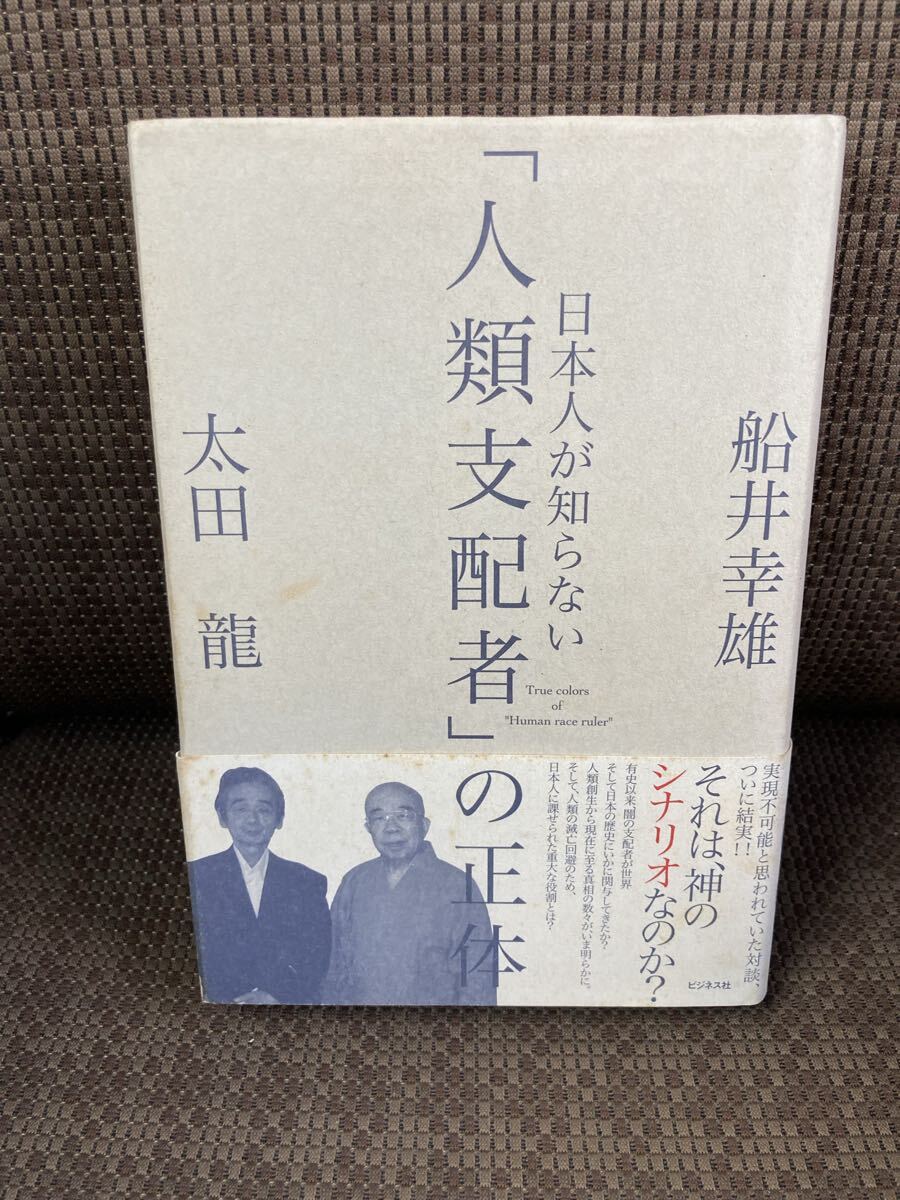 船井幸雄
日本人が知らない
「人類支配者」の正体
True colors
of
"Human race ruler"
太田 龍
実現不可能と思われていた対談、
ついに結実!!
それは、神の
シナリオなのか?
有史以来、闇の支配者が世界
そして日本の歴史にいかに関与してきたか?
人類創生から現在に至る真相の数々が、いま明らかに。
そして、人類の滅亡回避のため、
日本人に課せられた重大な役割とは?
ビジネス社